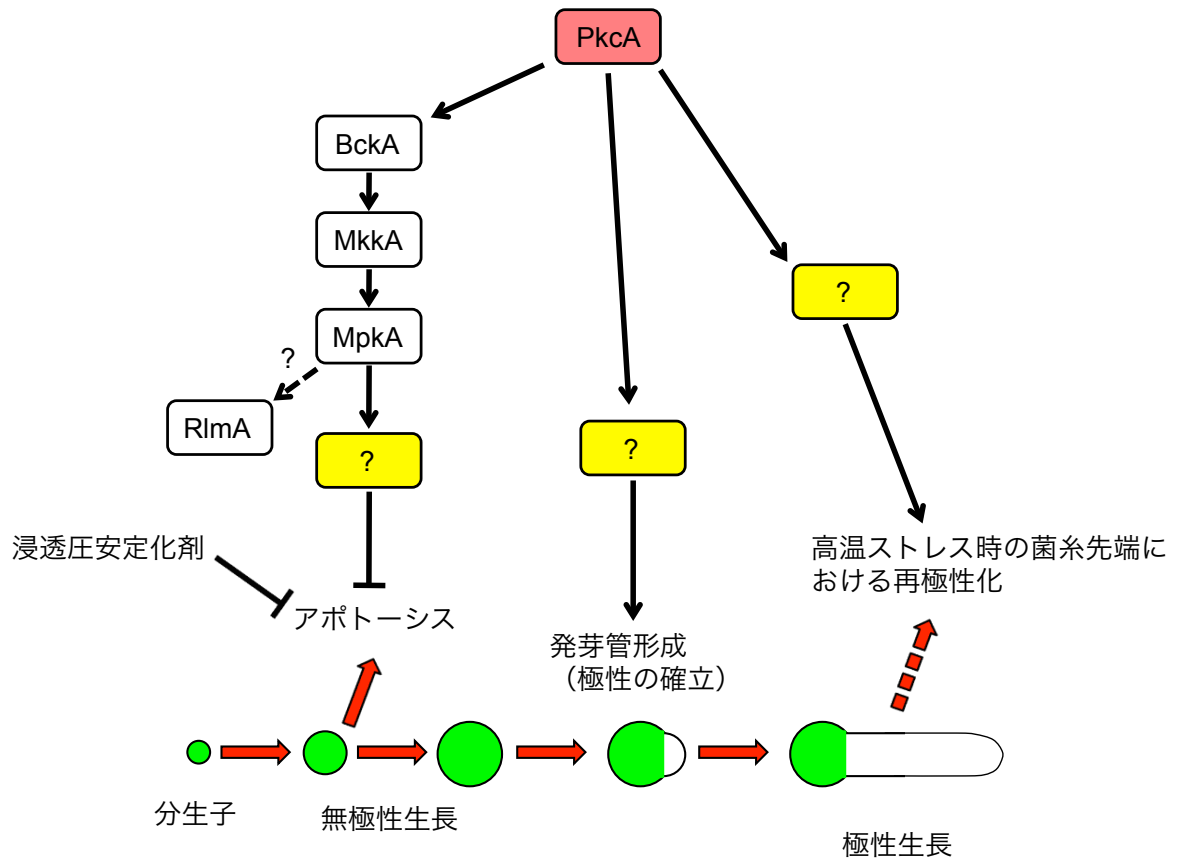 PkcA
BckA
MkkA
?
MpkA
?
RlmA
?
?
浸透圧安定化剤
高温ストレス時の菌糸先端に
おける再極性化
アポトーシス
発芽管形成
（極性の確立）
分生子
無極性生長
極性生長